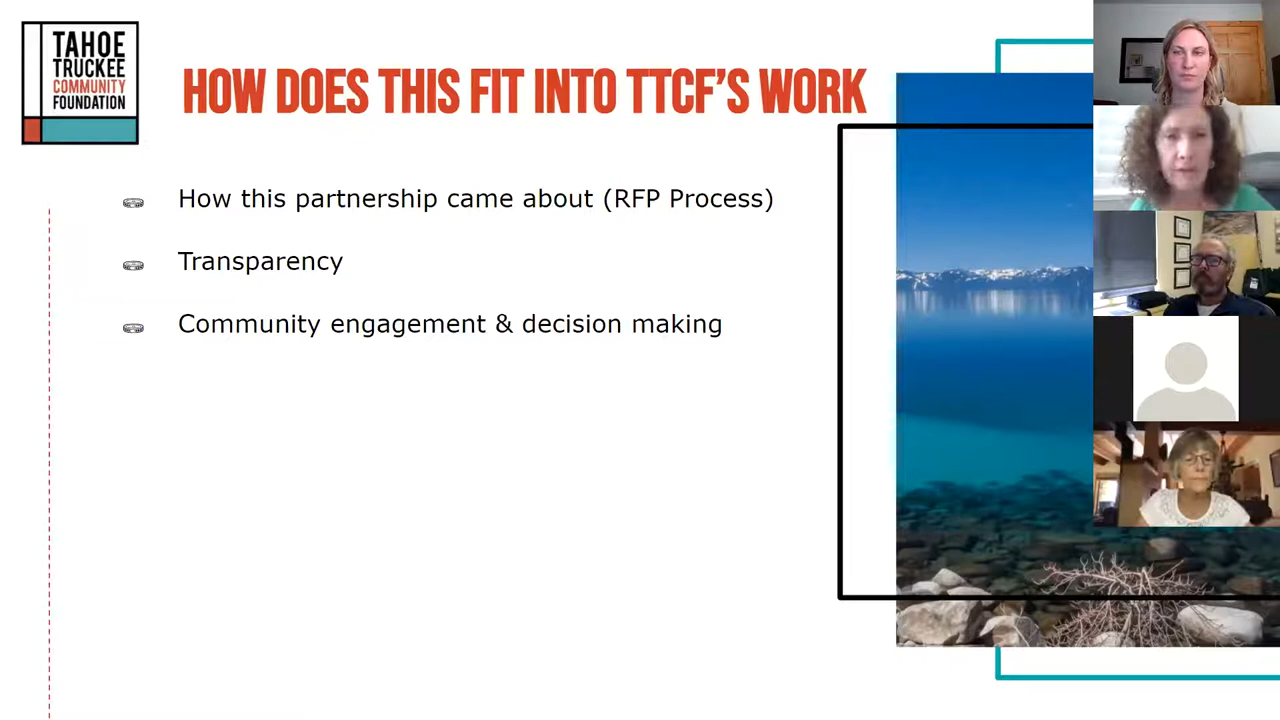 TAHOE
TRUCKEE
COMMUNITY
FOUNDATION
HOW DOES THIS FIT INTO TTCF'S WORK
How this partnership came about (RFP Process)
Transparency
Community engagement & decision making